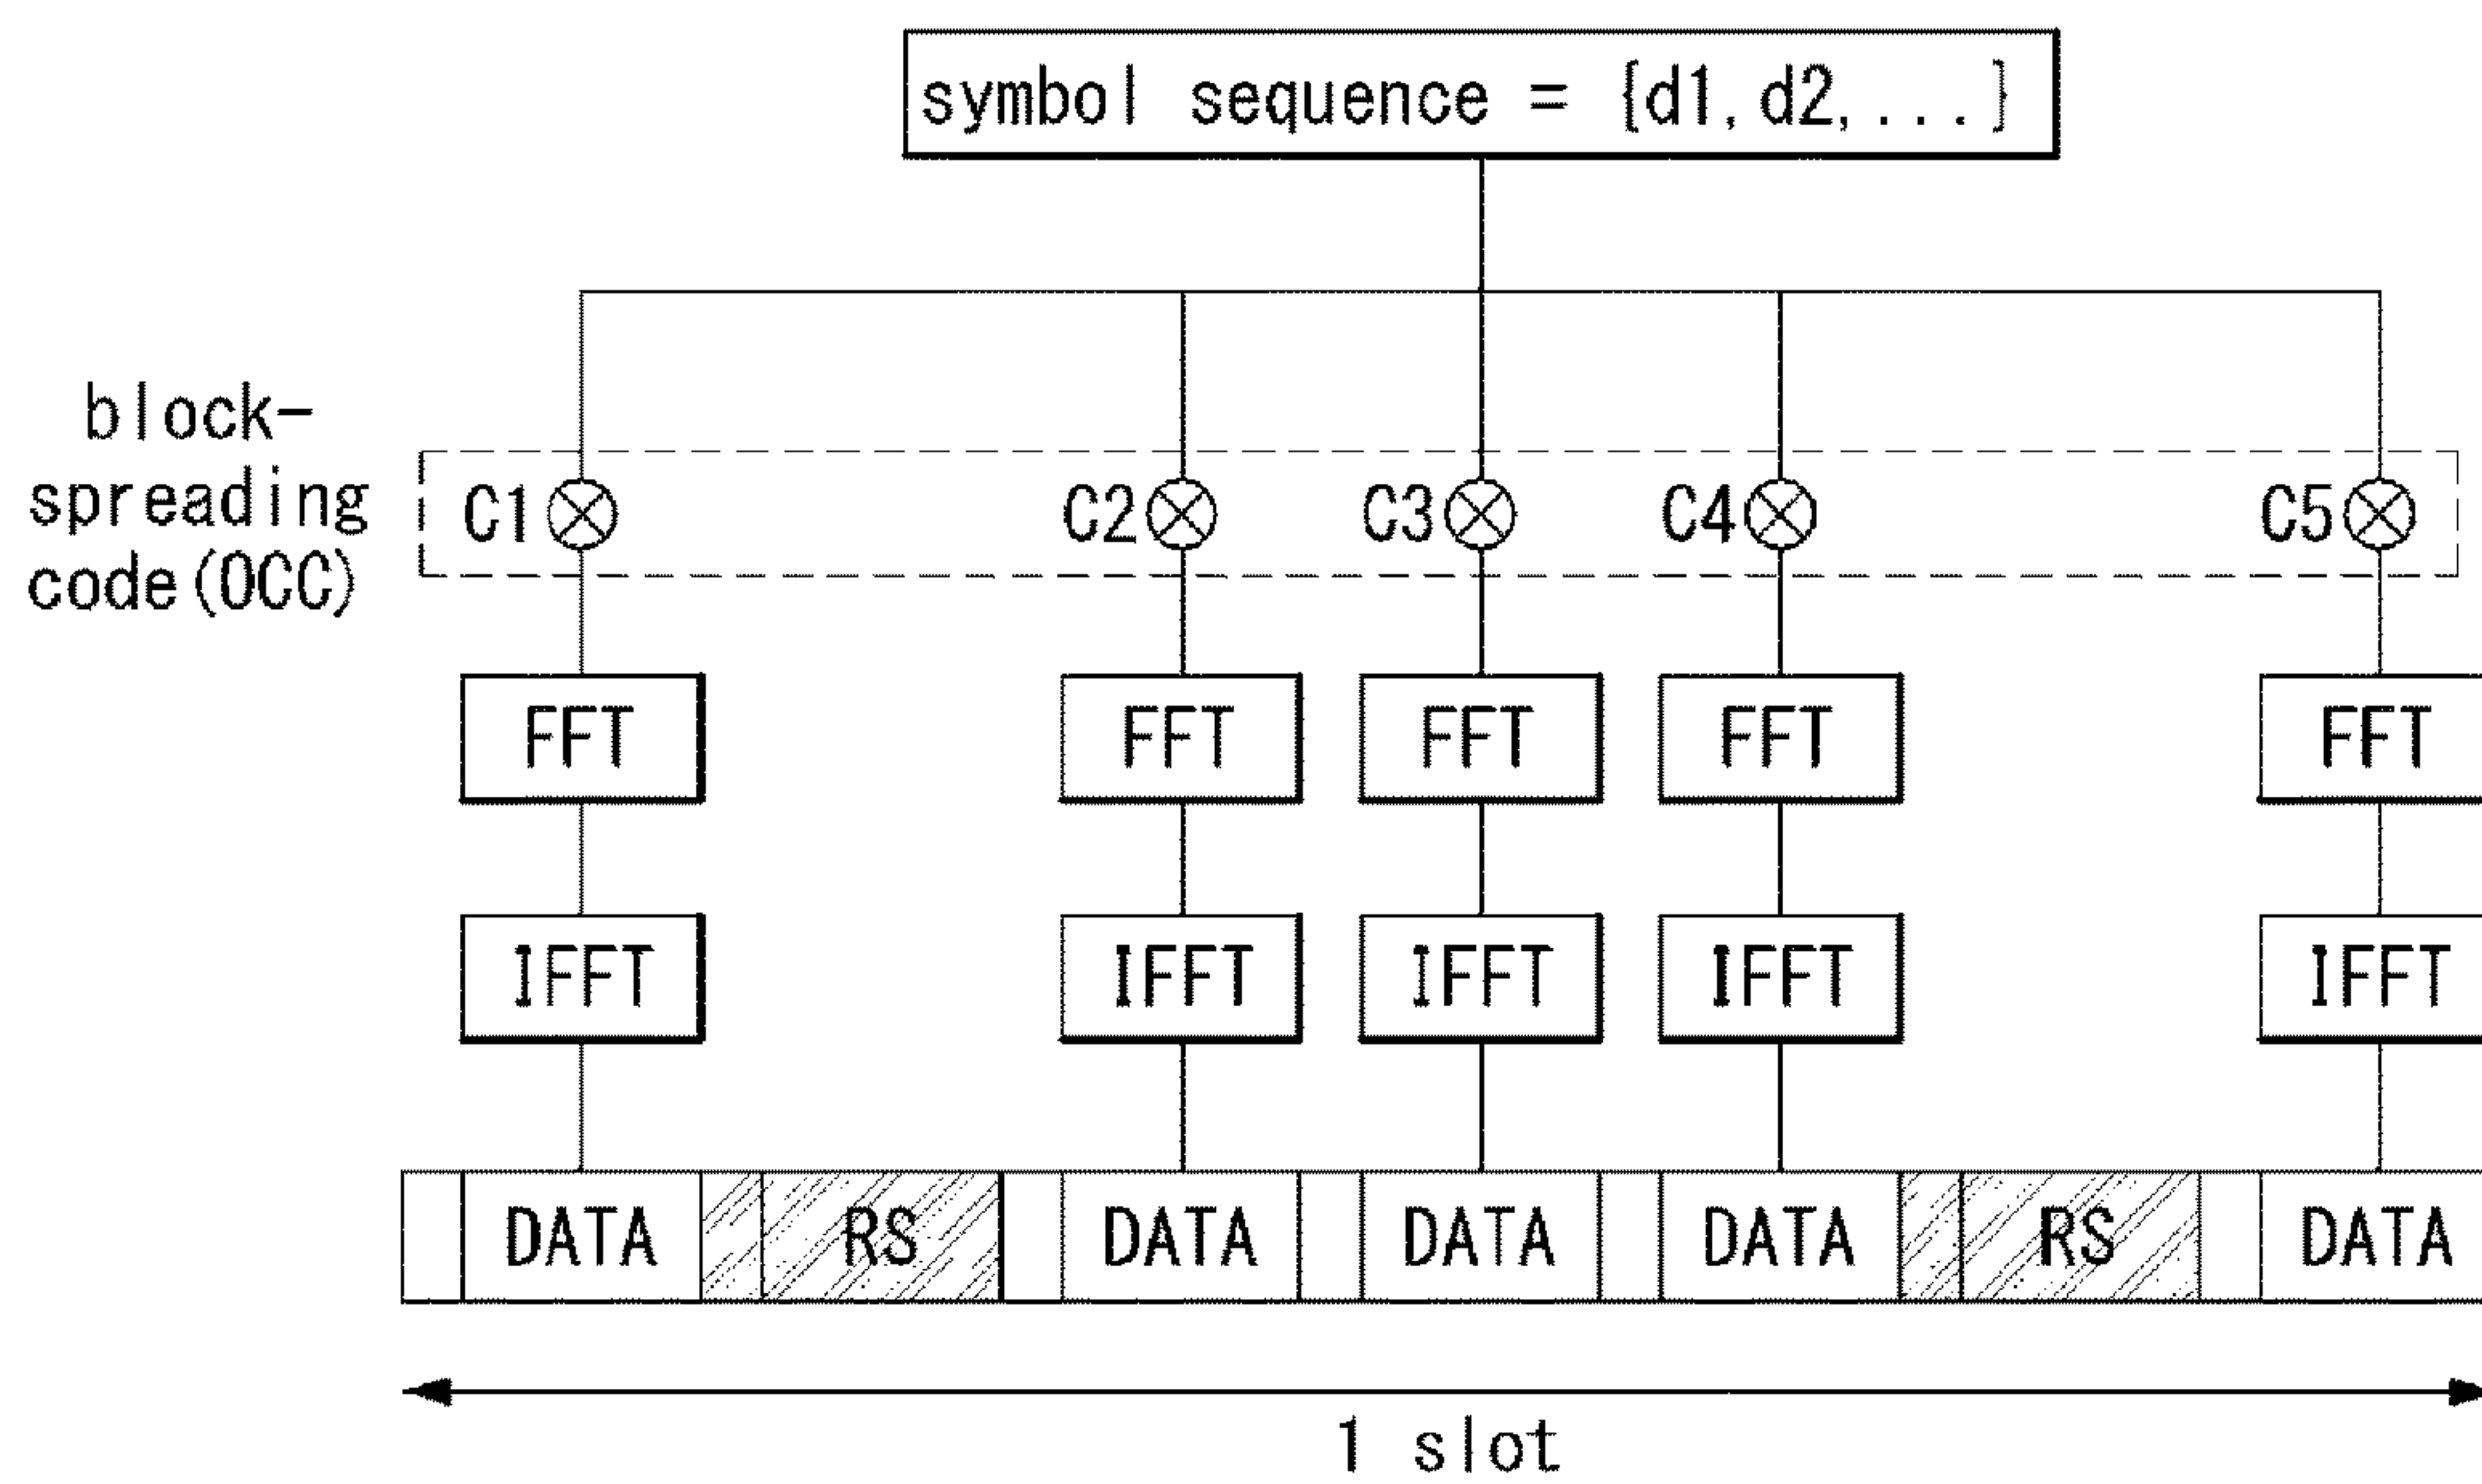 symbol sequence = {d1, d2, . . . }
block-
spreading
code(OCC)
C1 C2 C3 C4 C5
FFT FFT FFT FFT FFT
IFFT IFFT IFFT IFFT IFFT
DATA RS DATA DATA DATA RS DATA
1 slot